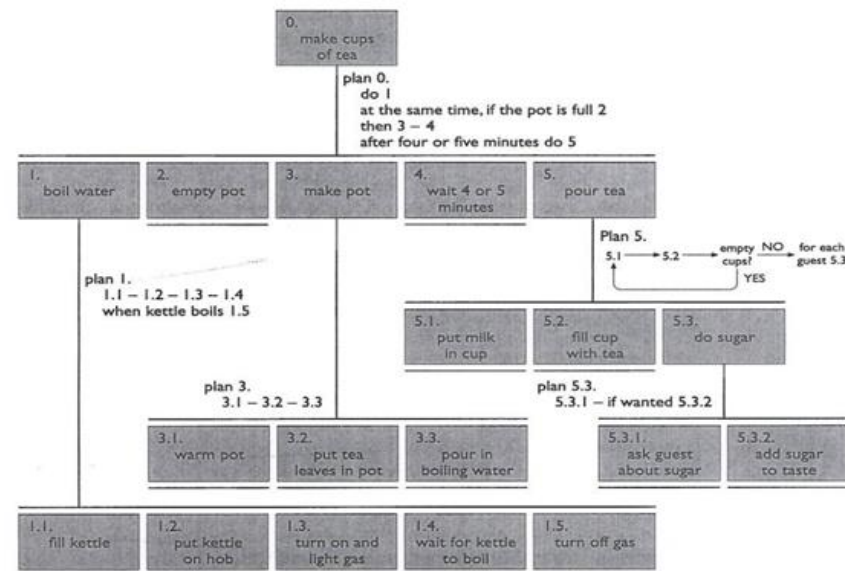 0.
make cups
of tea
plan 0.
do 1
at the same time, if the pot is full 2
then 3 – 4
after four or five minutes do 5
1.
boil water
2.
empty pot
3.
make pot
4.
wait 4 or 5
minutes
5.
pour tea
plan 1.
1.1 – 1.2 – 1.3 – 1.4
when kettle boils 1.5
Plan 5.
5.1
5.2
empty
cups?
NO
for each
guest 5.3
YES
5.1.
put milk
in cup
5.2.
fill cup
with tea
5.3.
do sugar
plan 3.
3.1 – 3.2 – 3.3
plan 5.3.
5.3.1 – if wanted 5.3.2
3.1.
warm pot
3.2.
put tea
leaves in pot
3.3.
pour in
boiling water
5.3.1.
ask guest
about sugar
5.3.2.
add sugar
to taste
1.1.
fill kettle
1.2.
put kettle
on hob
1.3.
turn on and
light gas
1.4.
wait for kettle
to boil
1.5.
turn off gas